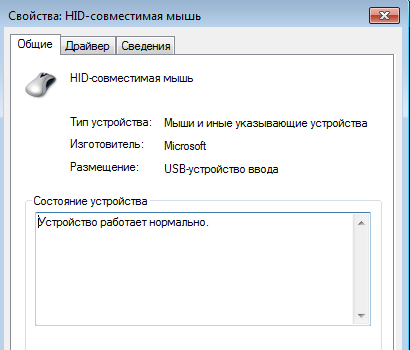 Свойства: HID-совместимая мышь
Общие Драйвер Сведения
HID-совместимая мышь
Тип устройства: Мыши и иные указывающие устройства
Изготовитель: Microsoft
Размещение: USB-устройство ввода
Состояние устройства
Устройство работает нормально.